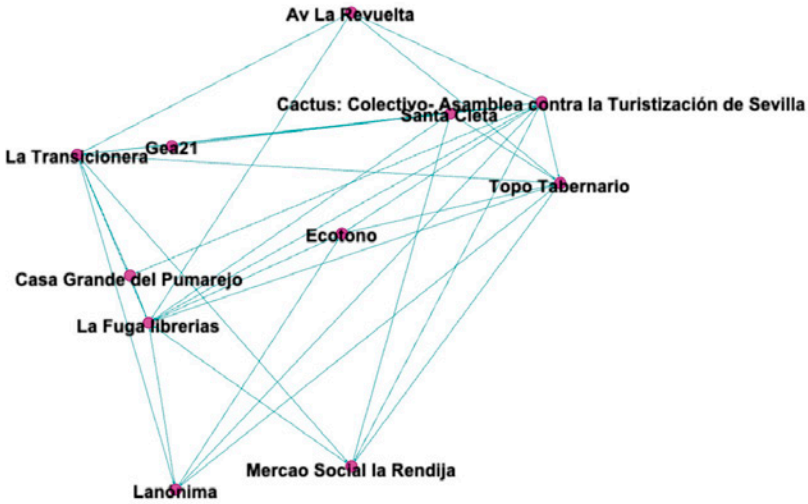 Av La Revuelta
Cactus: Colectivo- Asamblea contra la Turistización de Sevilla
Santa Cleta
Gea21
La Transicionera
Topo Tabernario
Ecotono
Casa Grande del Pumarejo
La Fuga librerias
Mercao Social la Rendija
Lanónima